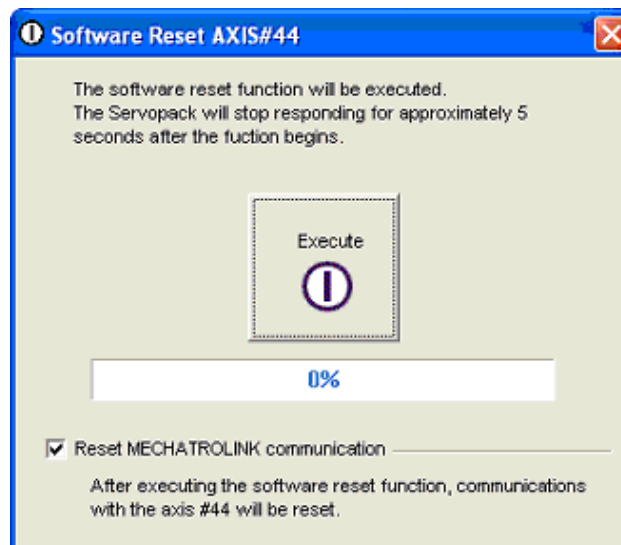 Software Reset AXIS#44
The software reset function will be executed.
The Servopack will stop responding for approximately 5
seconds after the fuction begins.
Execute
0%
Reset MECHATROLINK communication
After executing the software reset function, communications
with the axis #44 will be reset.